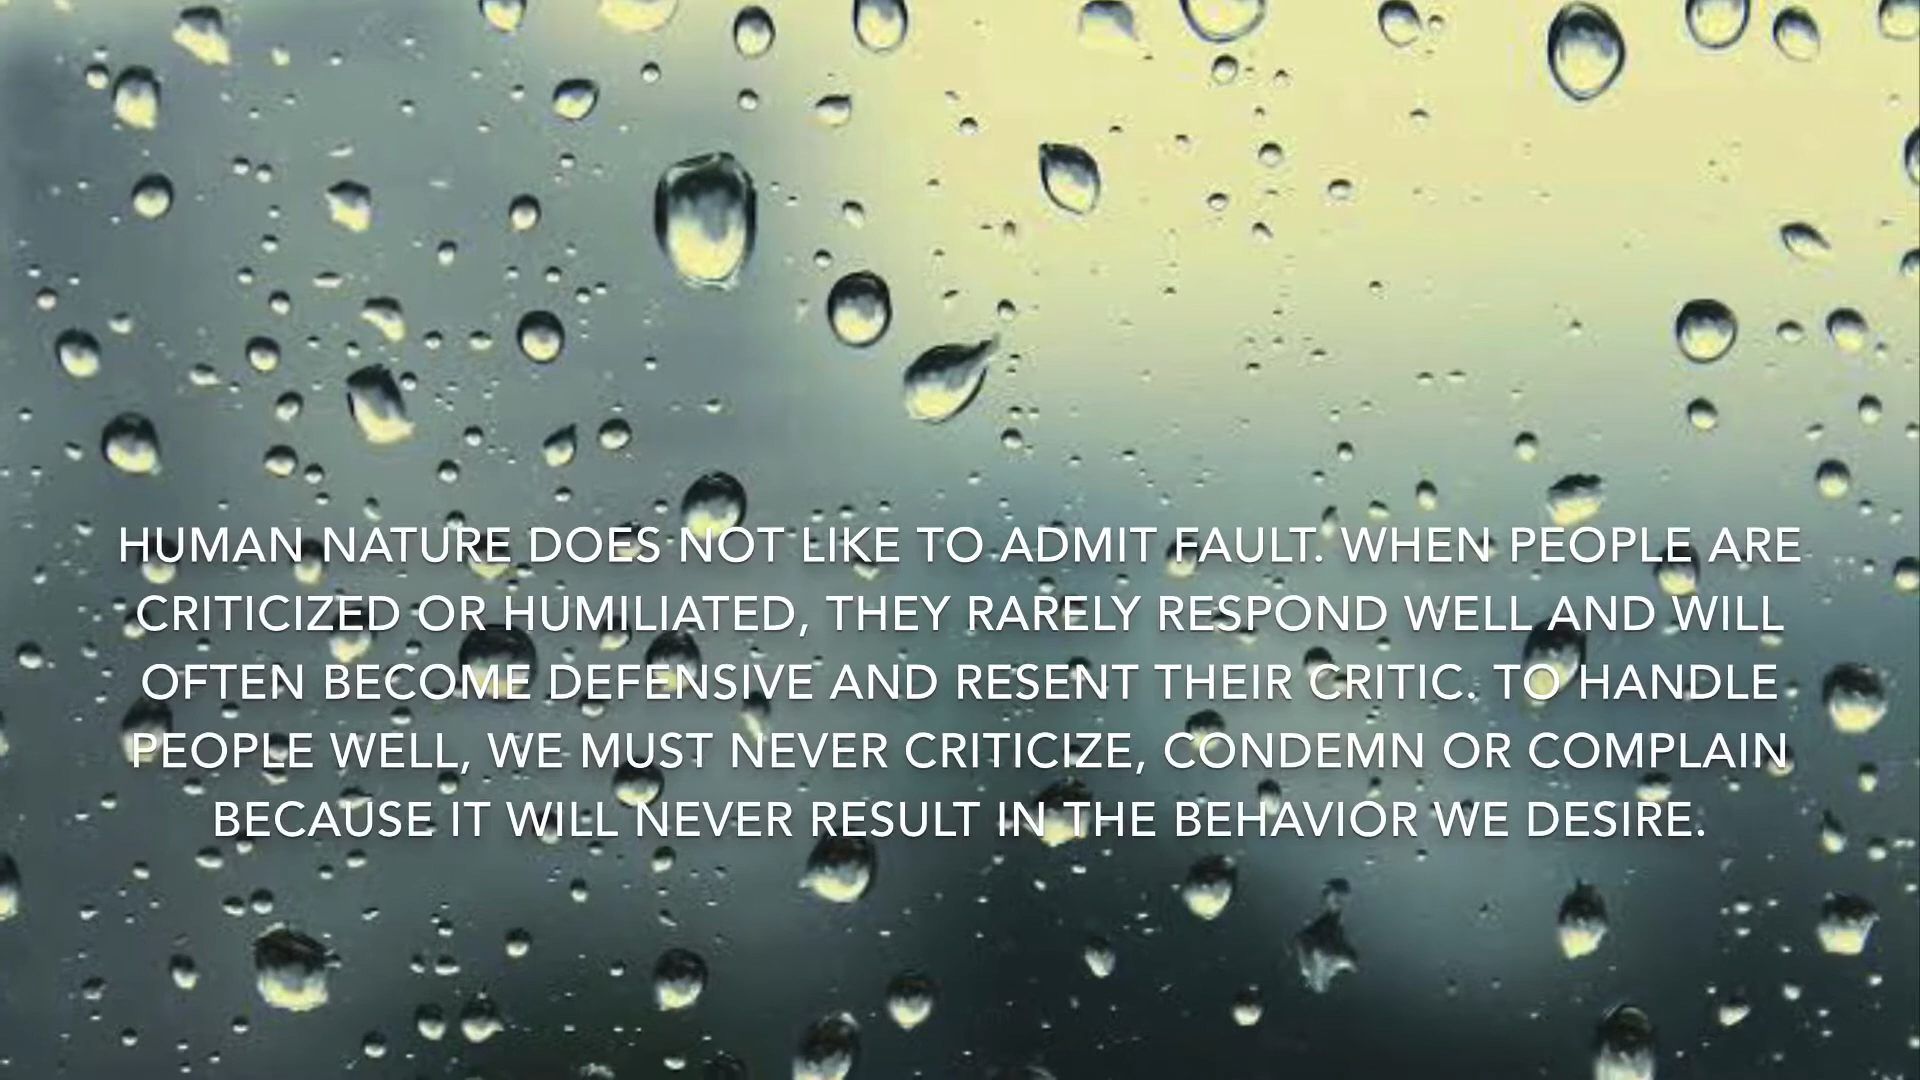 HUMAN NATURE DOES NOT LIKE TO ADMIT FAULT. WHEN PEOPLE ARE
CRITICIZED OR HUMILIATED, THEY RARELY RESPOND WELL AND WILL
OFTEN BECOME DEFENSIVE AND RESENT THEIR CRITIC. TO HANDLE
PEOPLE WELL, WE MUST NEVER CRITICIZE, CONDEMN OR COMPLAIN
BECAUSE IT WILL NEVER RESULT IN THE BEHAVIOR WE DESIRE.